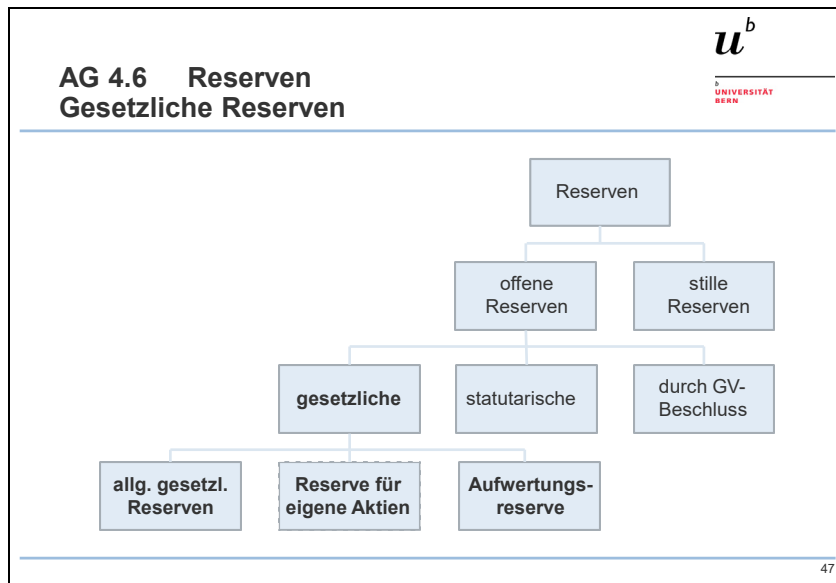 u^b
AG 4.6 Reserven
Gesetzliche Reserven
b
UNIVERSITÄT
BERN
Reserven
offene
Reserven
stille
Reserven
gesetzliche
statutarische
durch GV-
Beschluss
allg. gesetzl.
Reserven
Reserve für
eigene Aktien
Aufwertungs-
reserve
47